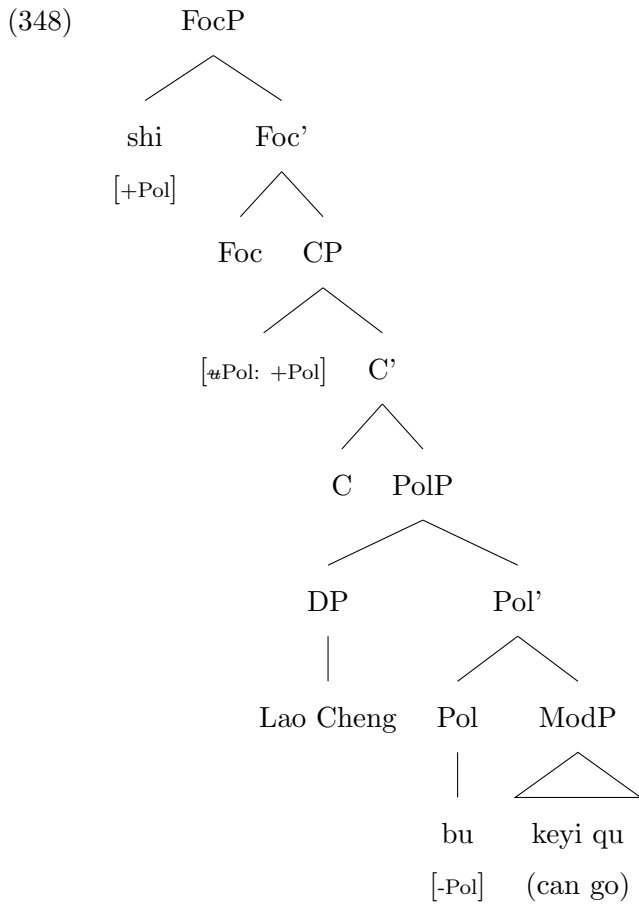 (348) FocP
shi Foc'
[+Pol]
Foc CP
[uPol: +Pol] C'
C PolP
DP Pol'
Lao Cheng Pol ModP
bu keyi qu
[-Pol] (can go)